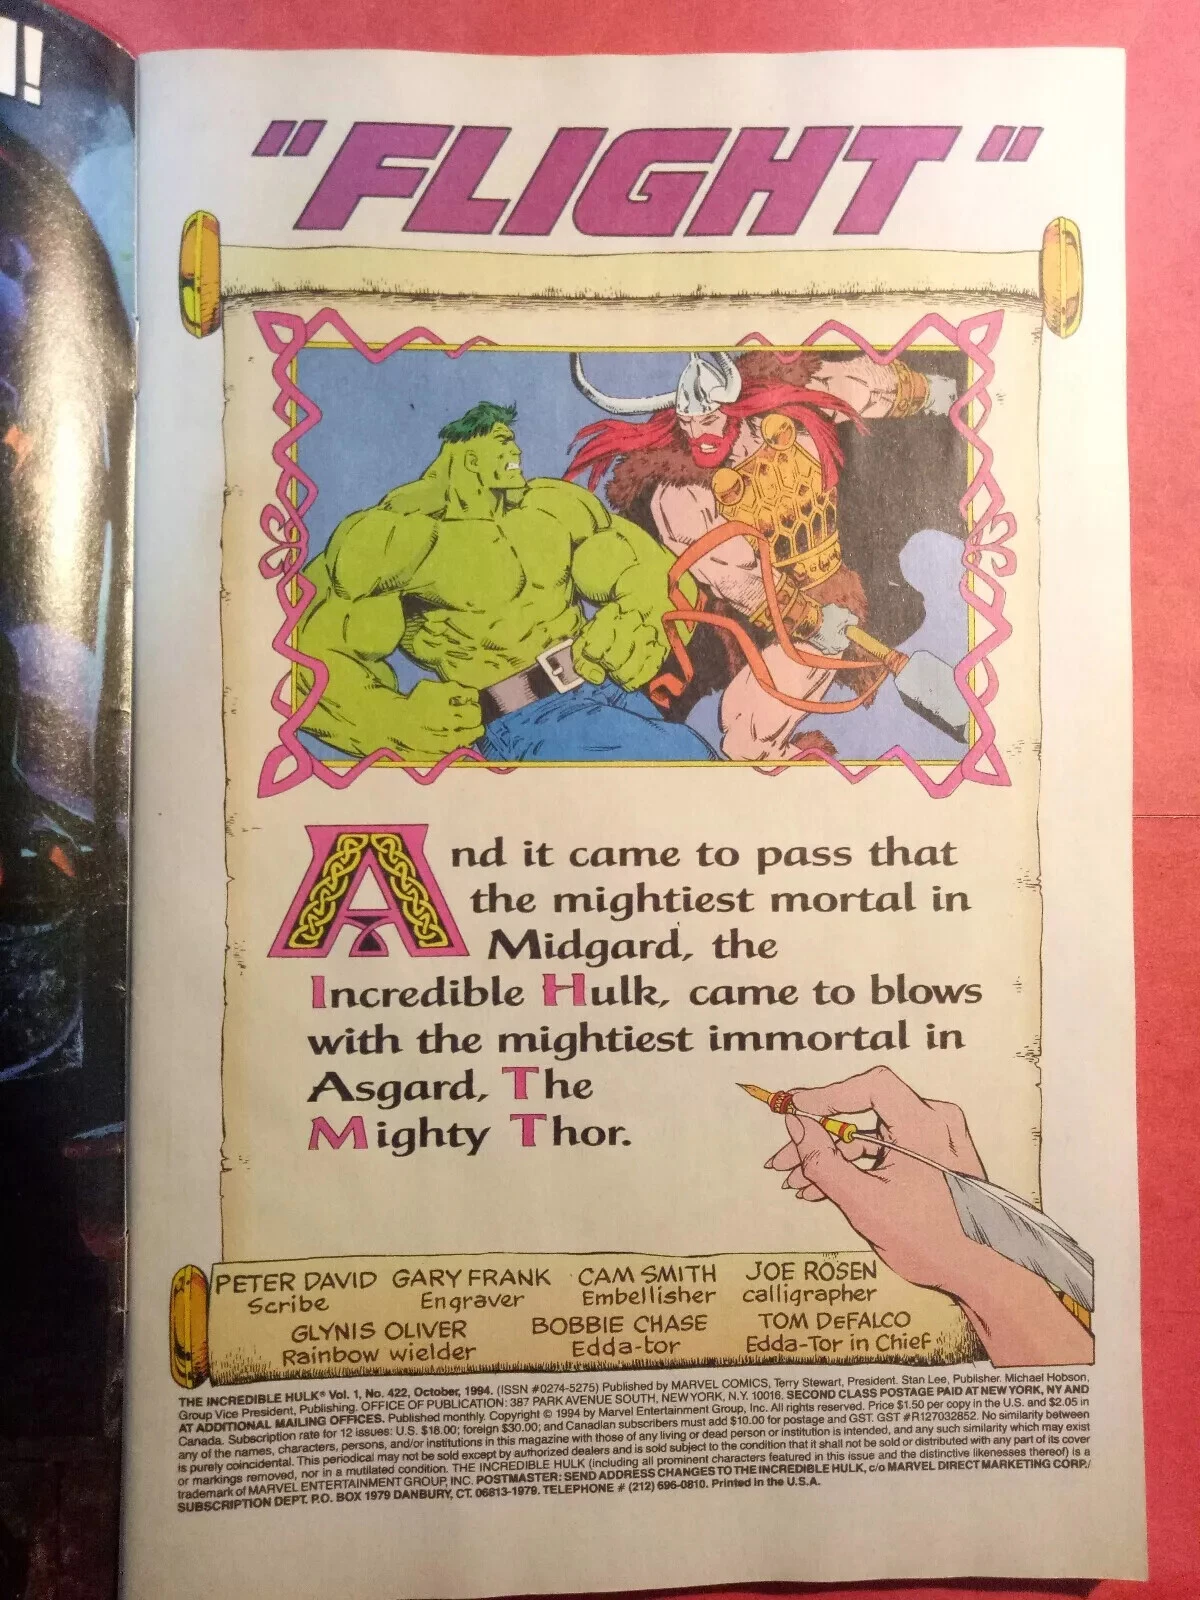 !
"FLIGHT"
And it came to pass that
the mightiest mortal in
Midgard, the
Incredible Hulk, came to blows
with the mightiest immortal in
Asgard, The
Mighty Thor.
PETER DAVID GARY FRANK CAM SMITH JOE ROSEN
Scribe Engraver Embellisher calligrapher
GLYNIS OLIVER BOBBIE CHASE TOM DEFALCO
Rainbow wielder Edda-tor Edda-Tor in Chief
THE INCREDIBLE HULK® Vol. 1, No. 422, October, 1994. (ISSN #0274-5275) Published by MARVEL COMICS, Terry Stewart, President. Stan Lee, Publisher. Michael Hobson,
Group Vice President, Publishing. OFFICE OF PUBLICATION: 387 PARK AVENUE SOUTH, NEW YORK, N.Y. 10016. SECOND CLASS POSTAGE PAID AT NEW YORK, NY AND
AT ADDITIONAL MAILING OFFICES. Published monthly. Copyright © 1994 by Marvel Entertainment Group, Inc. All rights reserved. Price $1.50 per copy in the U.S. and $2.05 in
Canada. Subscription rate for 12 issues: U.S. $18.00; foreign $30.00; and Canadian subscribers must add $10.00 for postage and GST. GST #R127032852. No similarity between
any of the names, characters, persons, and/or institutions in this magazine with those of any living or dead person or institution is intended, and any such similarity which may exist
is purely coincidental. This periodical may not be sold except by authorized dealers and is sold subject to the condition that it shall not be sold or distributed with any part of its cover
or markings removed, nor in a mutilated condition. THE INCREDIBLE HULK (including all prominent characters featured in this issue and the distinctive likenesses thereof) is a
trademark of MARVEL ENTERTAINMENT GROUP, INC. POSTMASTER: SEND ADDRESS CHANGES TO THE INCREDIBLE HULK, c/o MARVEL DIRECT MARKETING CORP./
SUBSCRIPTION DEPT. P.O. BOX 1979 DANBURY, CT. 06813-1979. TELEPHONE # (212) 696-0810. Printed in the U.S.A.